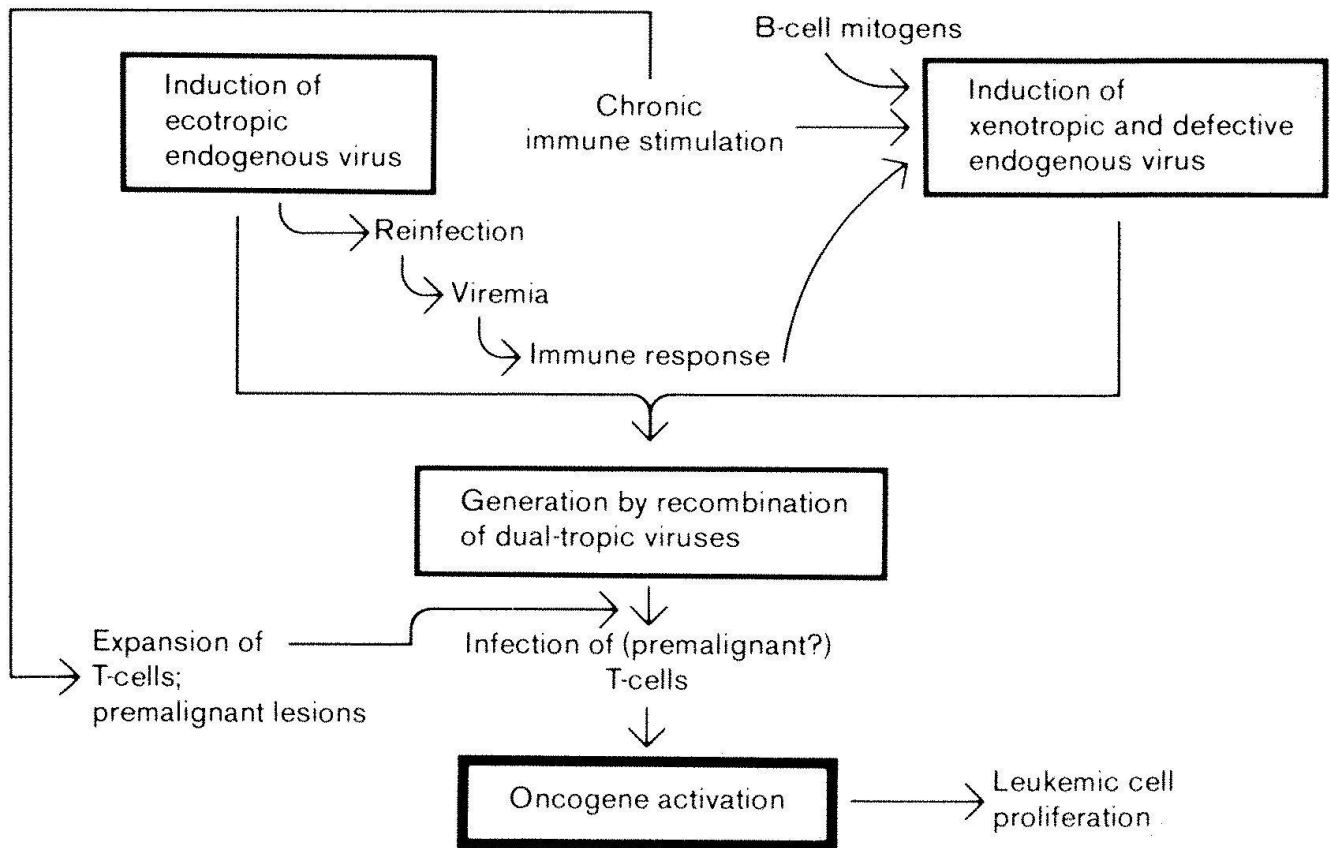 B-cell mitogens
Induction of
ecotropic
endogenous virus
Chronic
immune stimulation
Induction of
xenotropic and defective
endogenous virus
Reinfection
Viremia
Immune response
Generation by recombination
of dual-tropic viruses
Expansion of
T-cells;
premalignant lesions
Infection of (premalignant?)
T-cells
Oncogene activation
Leukemic cell
proliferation